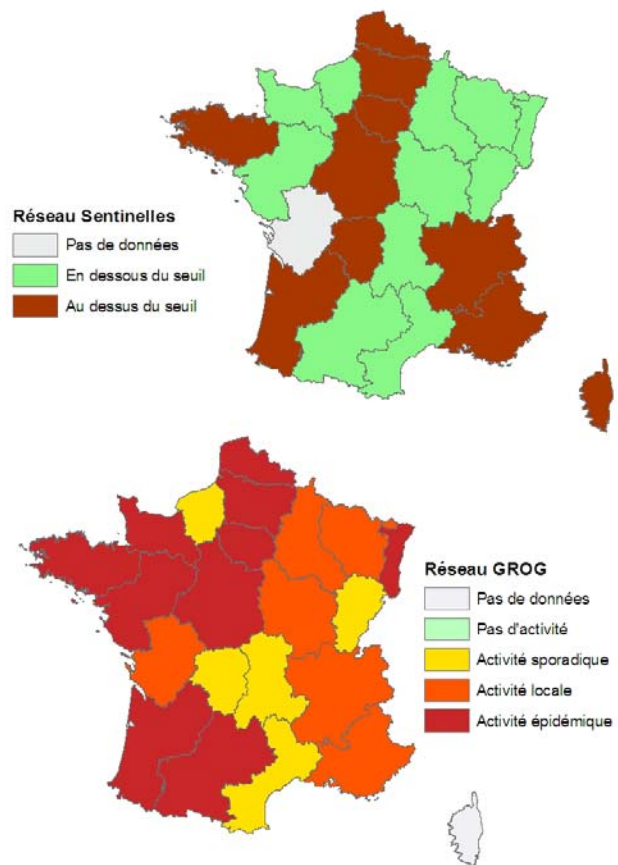 Réseau Sentinelles
Pas de données
En dessous du seuil
Au dessus du seuil
Réseau GROG
Pas de données
Pas d'activité
Activité sporadique
Activité locale
Activité épidémique